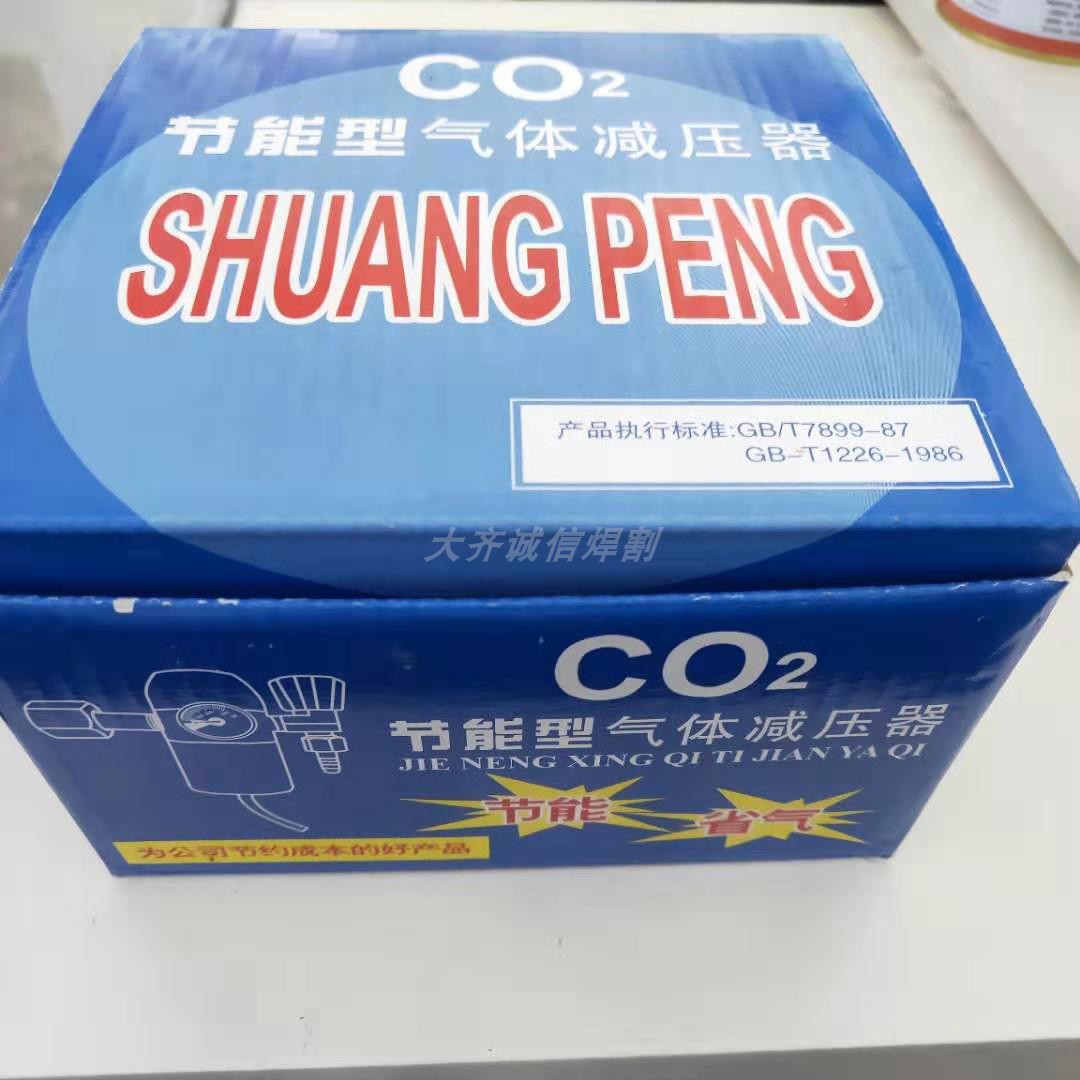 CO2
节能型气体减压器
SHUANG PENG
产品执行标准:GB/T7899-87
GB-T1226-1986
大齐诚信焊割
CO2
节能型气体减压器
JIE NENG XING QI TI JIAN YA QI
节能
省气
为公司节约成本的好产品